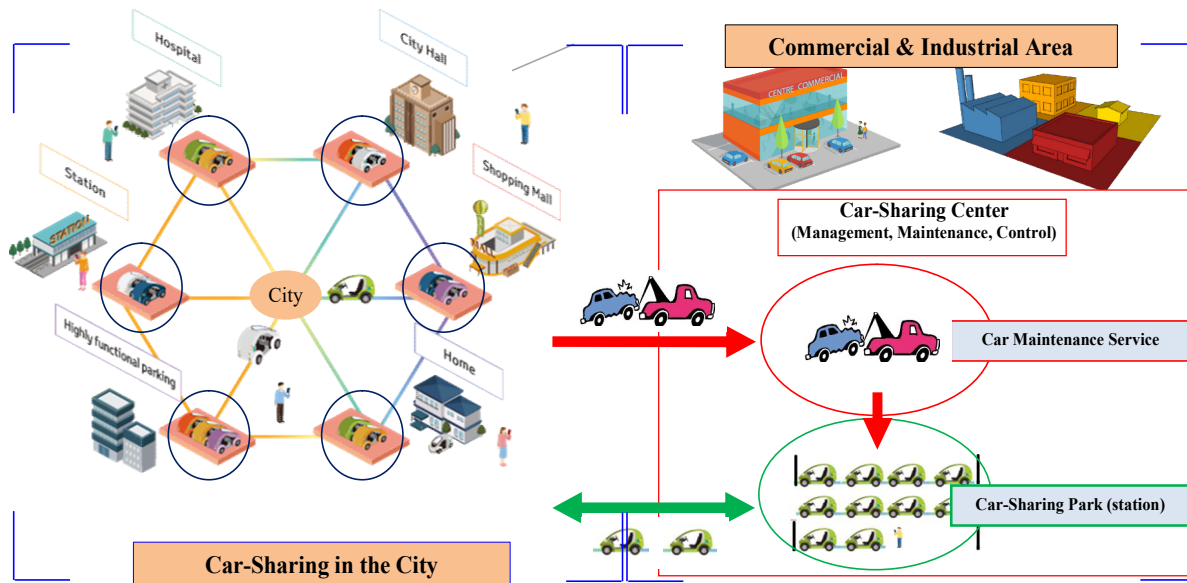 Hospital
City Hall
Station
Shopping Mall
STATION
MALL
City
Highly functional parking
Home
Car-Sharing in the City
Commercial & Industrial Area
CENTRE COMMERCIAL
Car-Sharing Center
(Management, Maintenance, Control)
Car Maintenance Service
Car-Sharing Park (station)